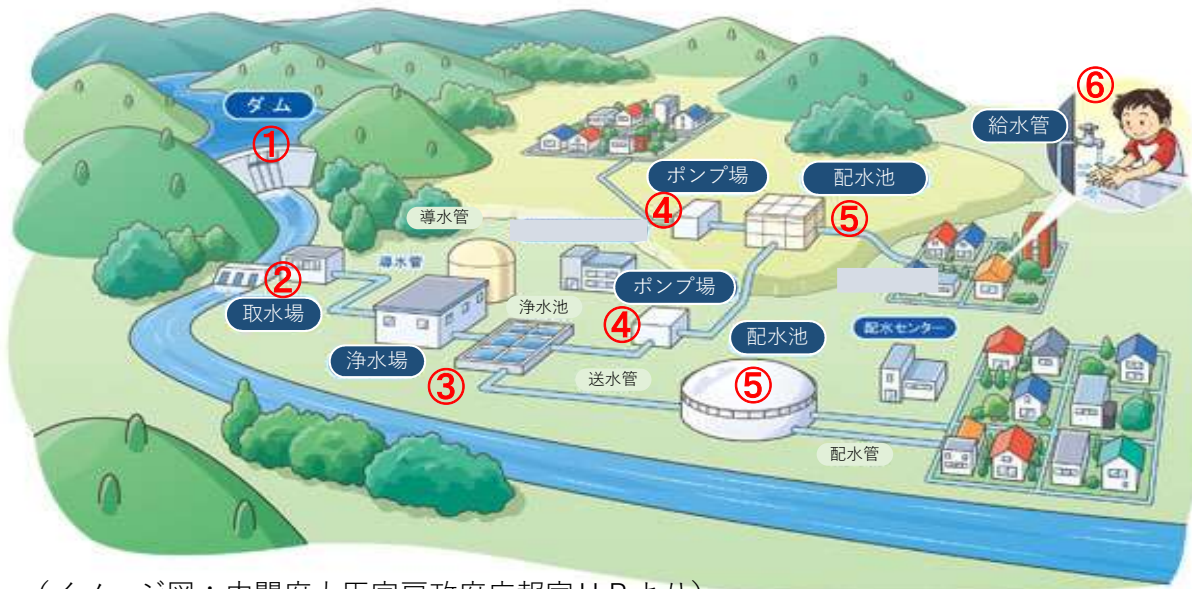 ダム
①
⑥
給水管
ポンプ場
④
配水池
⑤
導水管
導水管
②
取水場
ポンプ場
④
浄水池
配水池
⑤
配水センター
浄水場
③
送水管
配水管